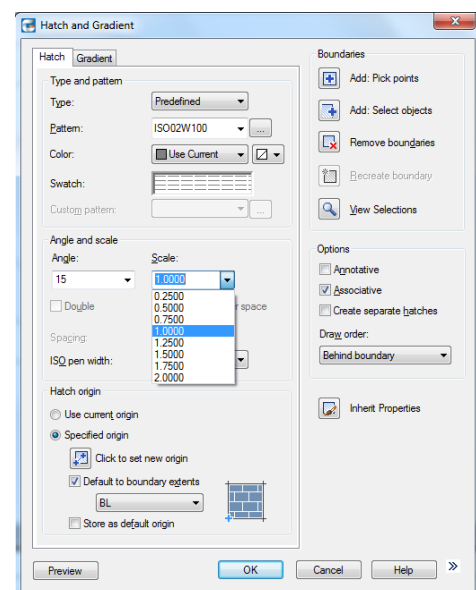 Hatch and Gradient
Hatch Gradient
Type and pattern
Type: Predefined
Pattern: ISO02W100 ...
Color: Use Current
Swatch:
Custom pattern: ...
Angle and scale
Angle: Scale:
15 1.0000
0.2500
0.5000
0.7500
1.0000
1.2500
1.5000
1.7500
2.0000
Double r space
Spacing:
ISO pen width:
Hatch origin
Use current origin
Specified origin
Click to set new origin
Default to boundary extents
BL
Store as default origin
Boundaries
Add: Pick points
Add: Select objects
Remove boundaries
Recreate boundary
View Selections
Options
Annotative
Associative
Create separate hatches
Draw order:
Behind boundary
Inherit Properties
Preview OK Cancel Help